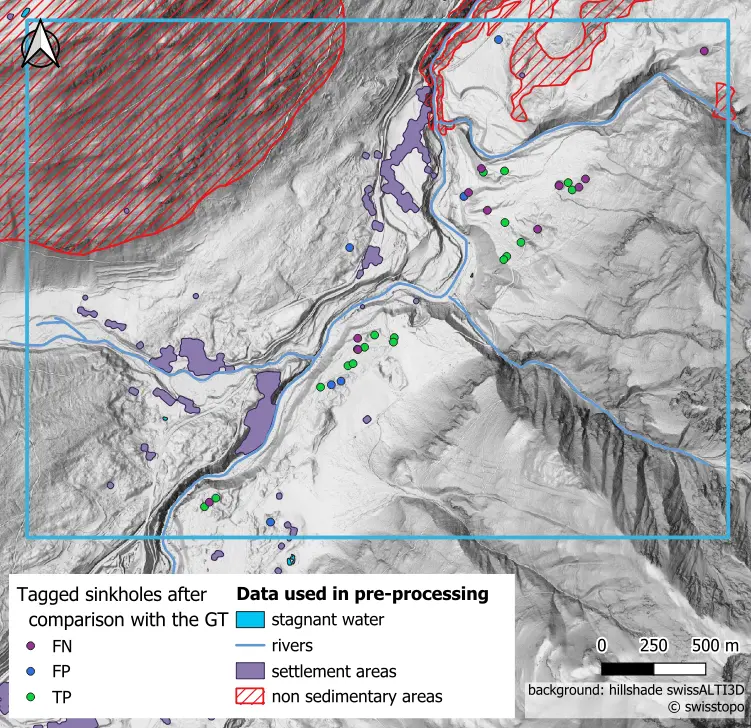 Tagged sinkholes after
comparison with the GT
FN
FP
TP
Data used in pre-processing
stagnant water
rivers
settlement areas
non sedimentary areas
0 250 500 m
background: hillshade swissALTI3D
© swisstopo